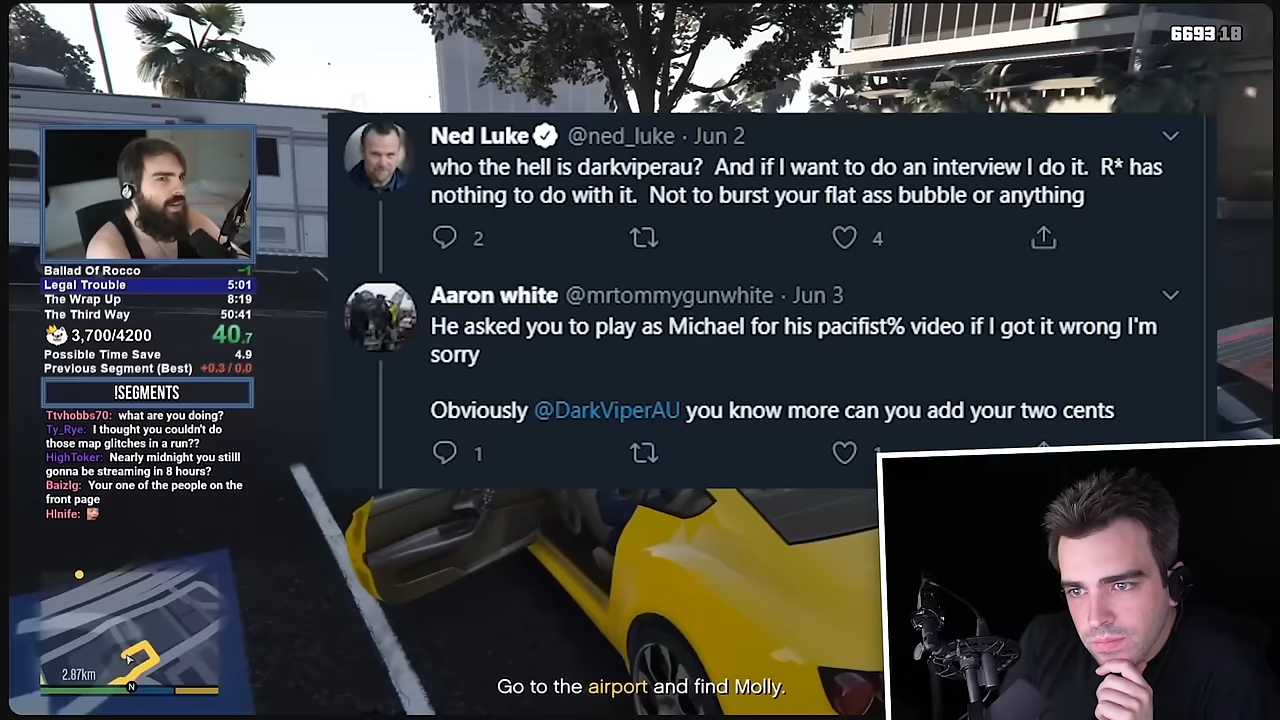 6693 18
Ned Luke @ned_luke · Jun 2
who the hell is darkviperau?  And if I want to do an interview I do it.  R* has
nothing to do with it.  Not to burst your flat ass bubble or anything
2
4
Aaron white @mrtommygunwhite · Jun 3
He asked you to play as Michael for his pacifist% video if I got it wrong I'm
sorry
Obviously @DarkViperAU you know more can you add your two cents
1
1
Ballad Of Rocco −1
Legal Trouble 5:01
The Wrap Up 8:19
The Third Way 50:41
3,700/4200 40.7
Possible Time Save 4.9
Previous Segment (Best) +0.3 / 0.0
!SEGMENTS
Ttvhobbs70: what are you doing?
Ty_Rye: I thought you couldn't do
those map glitches in a run??
HighToker: Nearly midnight you stilll
gonna be streaming in 8 hours?
Baizlg: Your one of the people on the
front page
Hlnife:
2.87km
N
Go to the airport and find Molly.